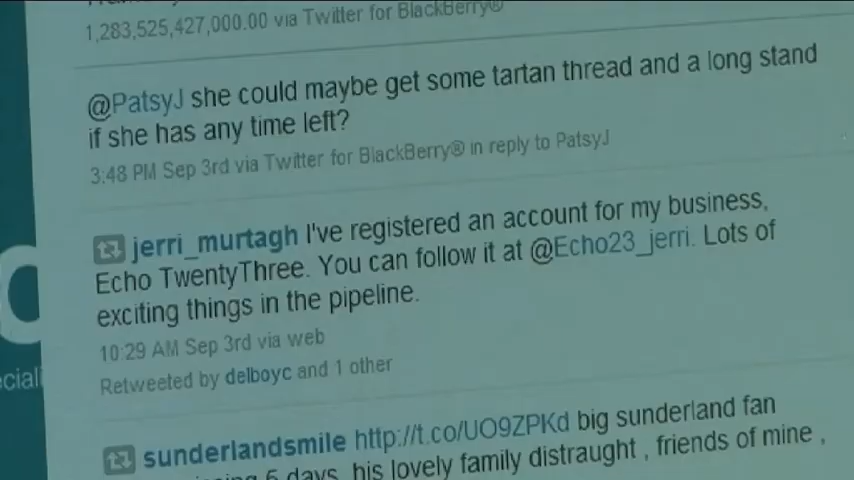 1,283,525,427,000.00 via Twitter for BlackBerry®
@PatsyJ she could maybe get some tartan thread and a long stand
if she has any time left?
3:48 PM Sep 3rd via Twitter for BlackBerry® in reply to PatsyJ
jerri_murtagh I've registered an account for my business,
Echo TwentyThree. You can follow it at @Echo23_jerri. Lots of
exciting things in the pipeline.
10:29 AM Sep 3rd via web
Retweeted by delboyc and 1 other
sunderlandsmile http://t.co/UO9ZPKd big sunderland fan
6 days, his lovely family distraught , friends of mine ,